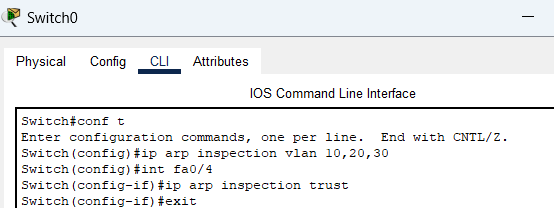 Switch0
Physical Config CLI Attributes
IOS Command Line Interface
Switch#conf t
Enter configuration commands, one per line.  End with CNTL/Z.
Switch(config)#ip arp inspection vlan 10,20,30
Switch(config)#int fa0/4
Switch(config-if)#ip arp inspection trust
Switch(config-if)#exit